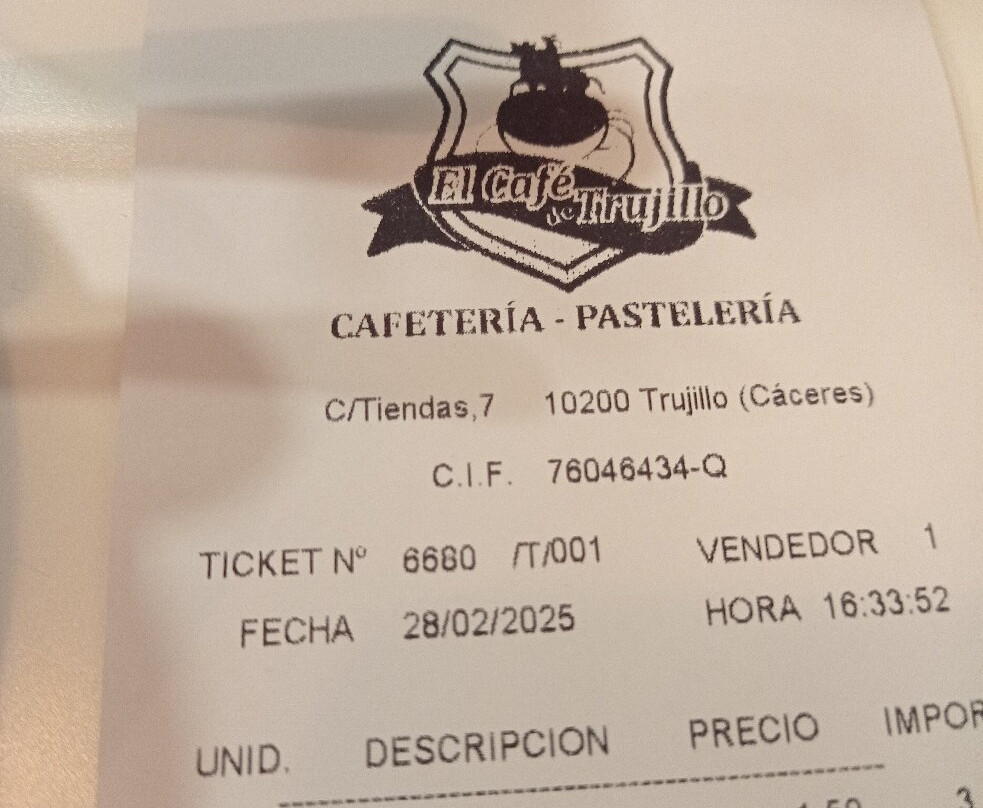 El Café
de Trujillo
CAFETERÍA - PASTELERÍA
C/Tiendas,7 10200 Trujillo (Cáceres)
C.I.F. 76046434-Q
TICKET Nº 6680 /T/001 VENDEDOR 1
FECHA 28/02/2025 HORA 16:33:52
UNID. DESCRIPCION PRECIO IMPOR